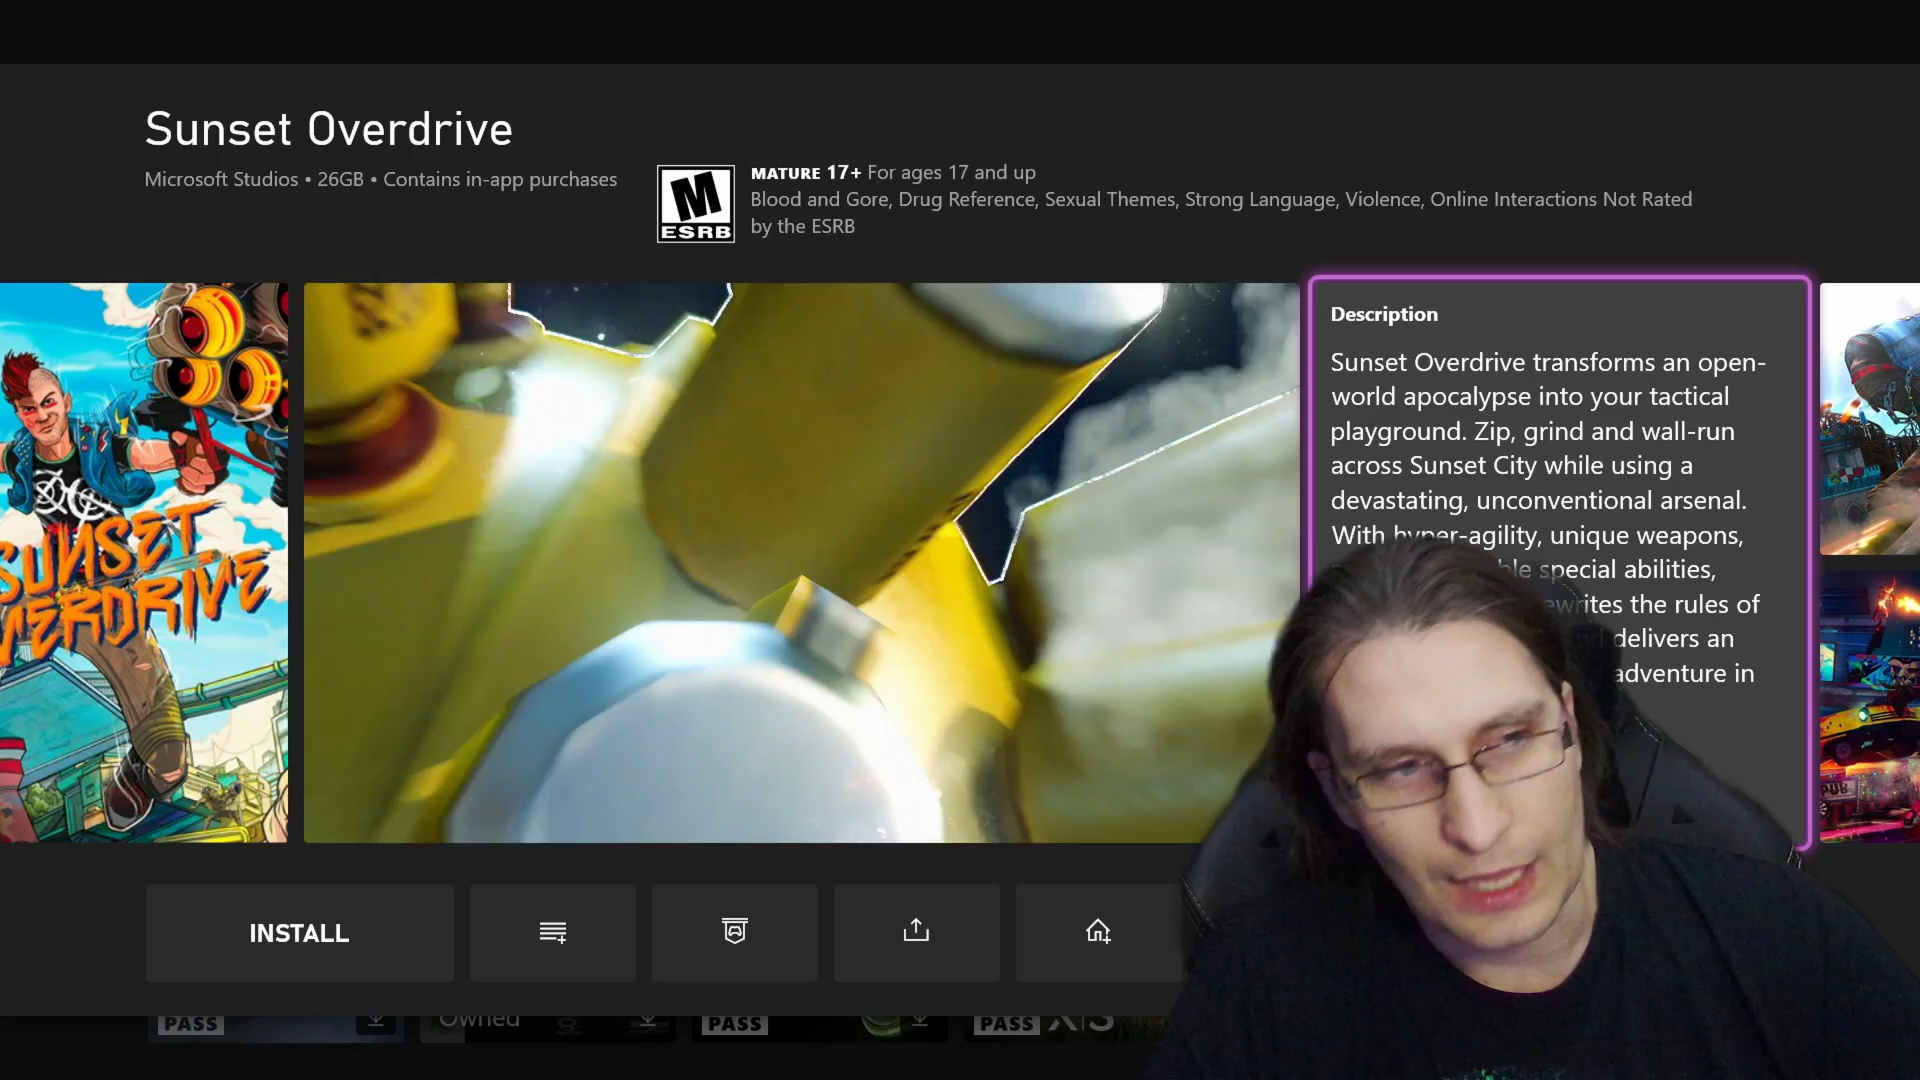 Sunset Overdrive
Microsoft Studios • 26GB • Contains in-app purchases
M
ESRB
MATURE 17+ For ages 17 and up
Blood and Gore, Drug Reference, Sexual Themes, Strong Language, Violence, Online Interactions Not Rated
by the ESRB
SUNSET
OVERDRIVE
Description
Sunset Overdrive transforms an open-
world apocalypse into your tactical
playground. Zip, grind and wall-run
across Sunset City while using a
devastating, unconventional arsenal.
With hyper-agility, unique weapons,
special abilities,
the rules of
delivers an
adventure in
PUB
INSTALL
PASS
Owned
PASS
PASS X|S